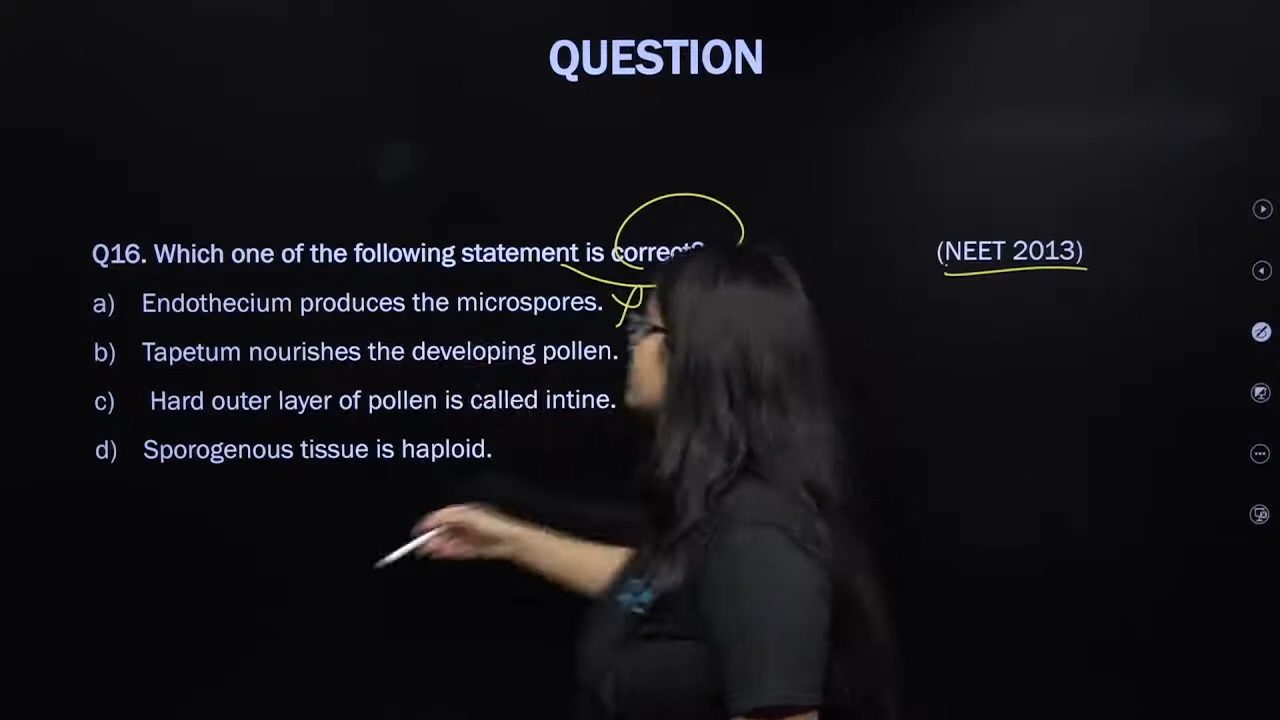 QUESTION
Q16. Which one of the following statement is correct? (NEET 2013)
a) Endothecium produces the microspores.
b) Tapetum nourishes the developing pollen.
c) Hard outer layer of pollen is called intine.
d) Sporogenous tissue is haploid.